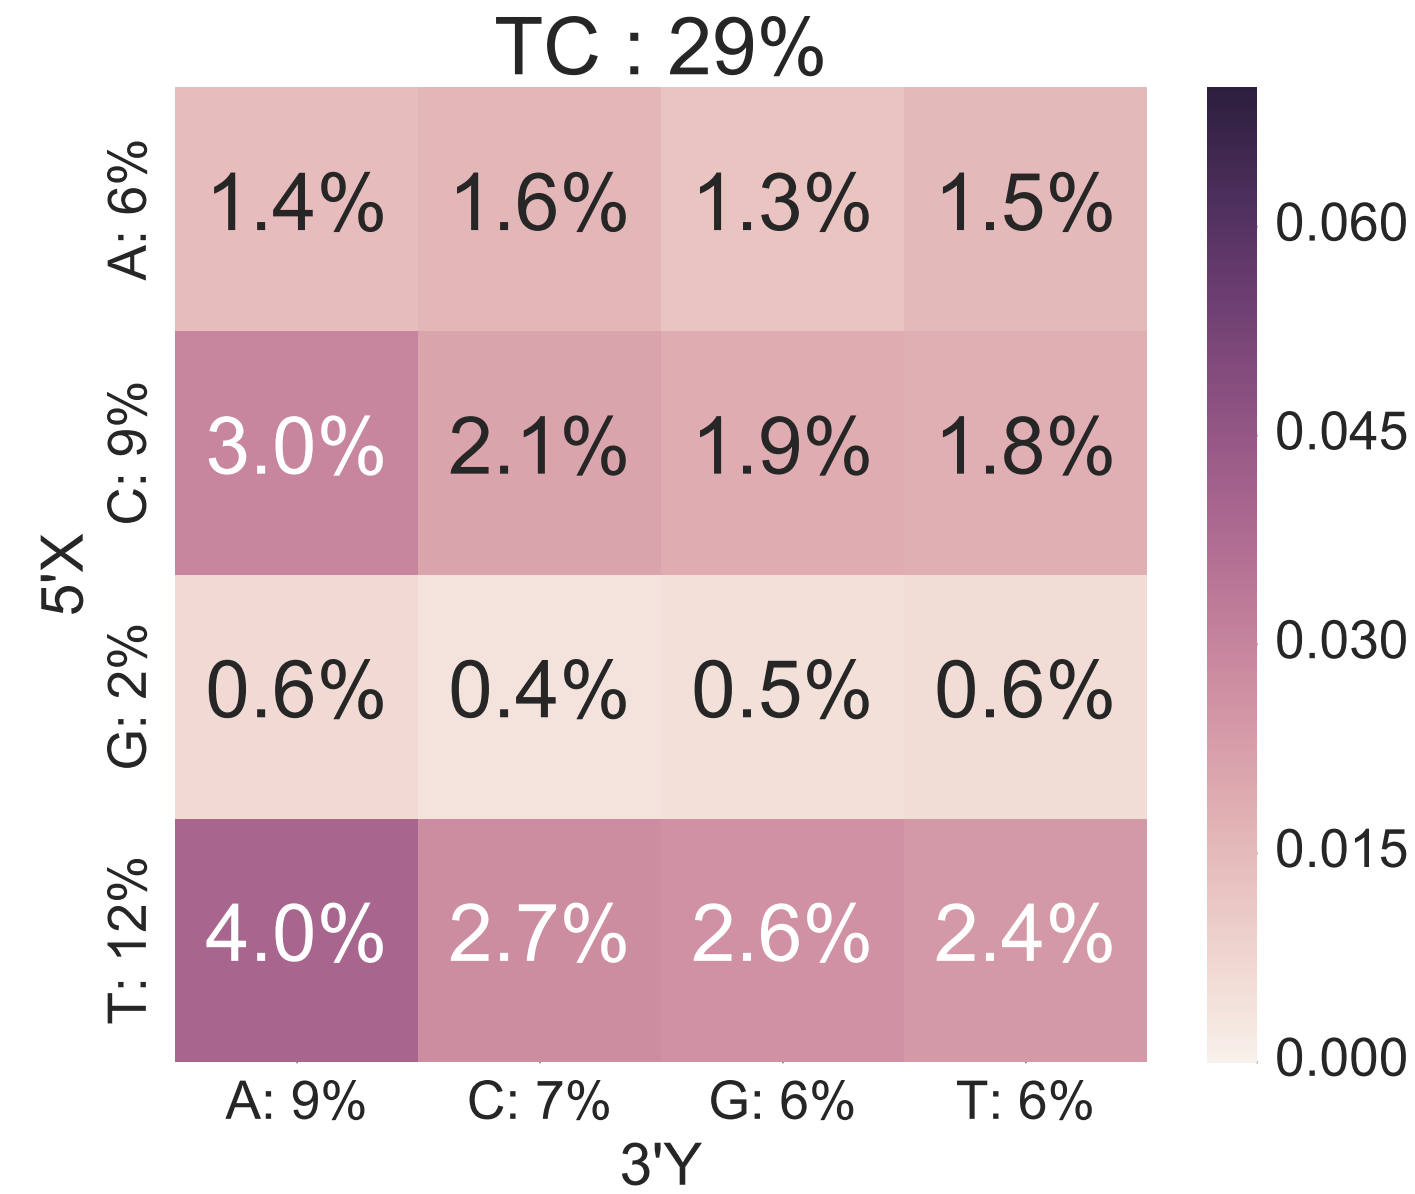 TC : 29%
A: 6%
1.4% 1.6% 1.3% 1.5%
C: 9%
3.0% 2.1% 1.9% 1.8%
G: 2%
0.6% 0.4% 0.5% 0.6%
T: 12%
4.0% 2.7% 2.6% 2.4%
5'X
A: 9% C: 7% G: 6% T: 6%
3'Y
0.060
0.045
0.030
0.015
0.000